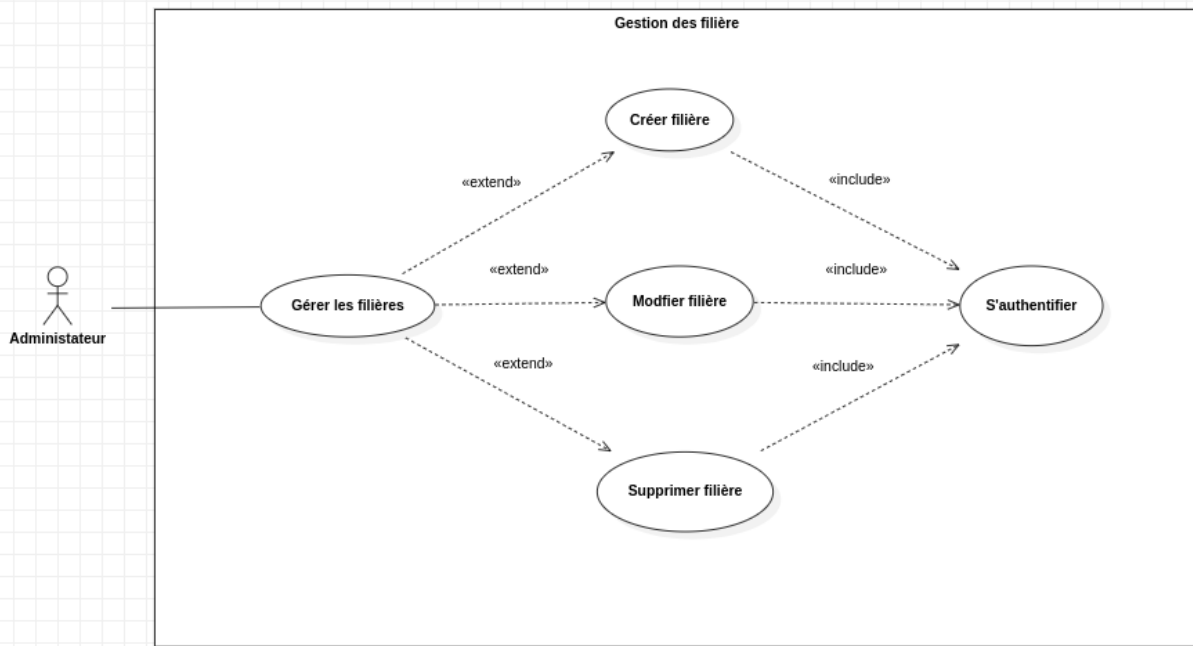 Gestion des filière
Créer filière
«extend»
«include»
«extend»
«include»
Gérer les filières
Modfier filière
S'authentifier
Administateur
«extend»
«include»
Supprimer filière